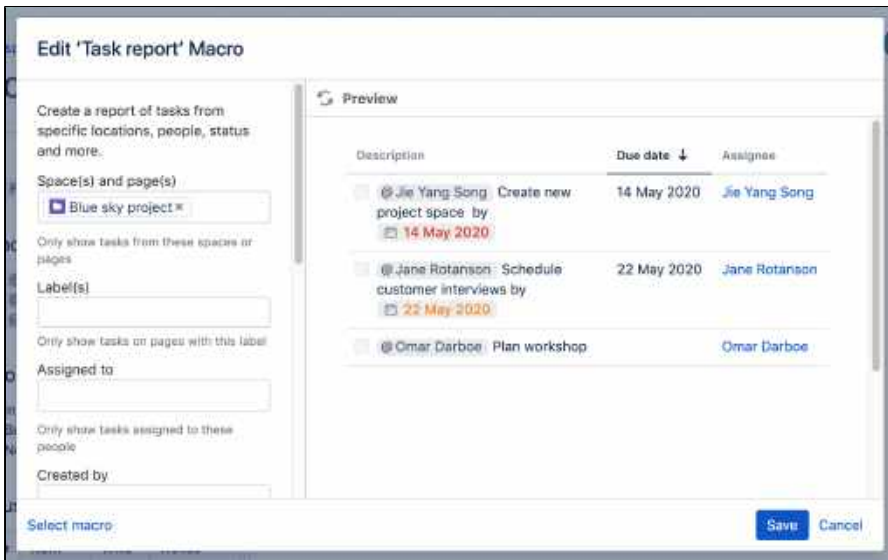 Edit 'Task report' Macro
Create a report of tasks from
specific locations, people, status
and more.
Space(s) and page(s)
Blue sky project ×
Only show tasks from these spaces or
pages
Label(s)
Only show tasks on pages with this label
Assigned to
Only show tasks assigned to these
people
Created by
Select macro
Preview
Description Due date ↓ Assignee
@Jie Yang Song Create new 14 May 2020 Jie Yang Song
project space by
14 May 2020
@Jane Rotanson Schedule 22 May 2020 Jane Rotanson
customer interviews by
22 May 2020
@Omar Darboe Plan workshop Omar Darboe
Save Cancel